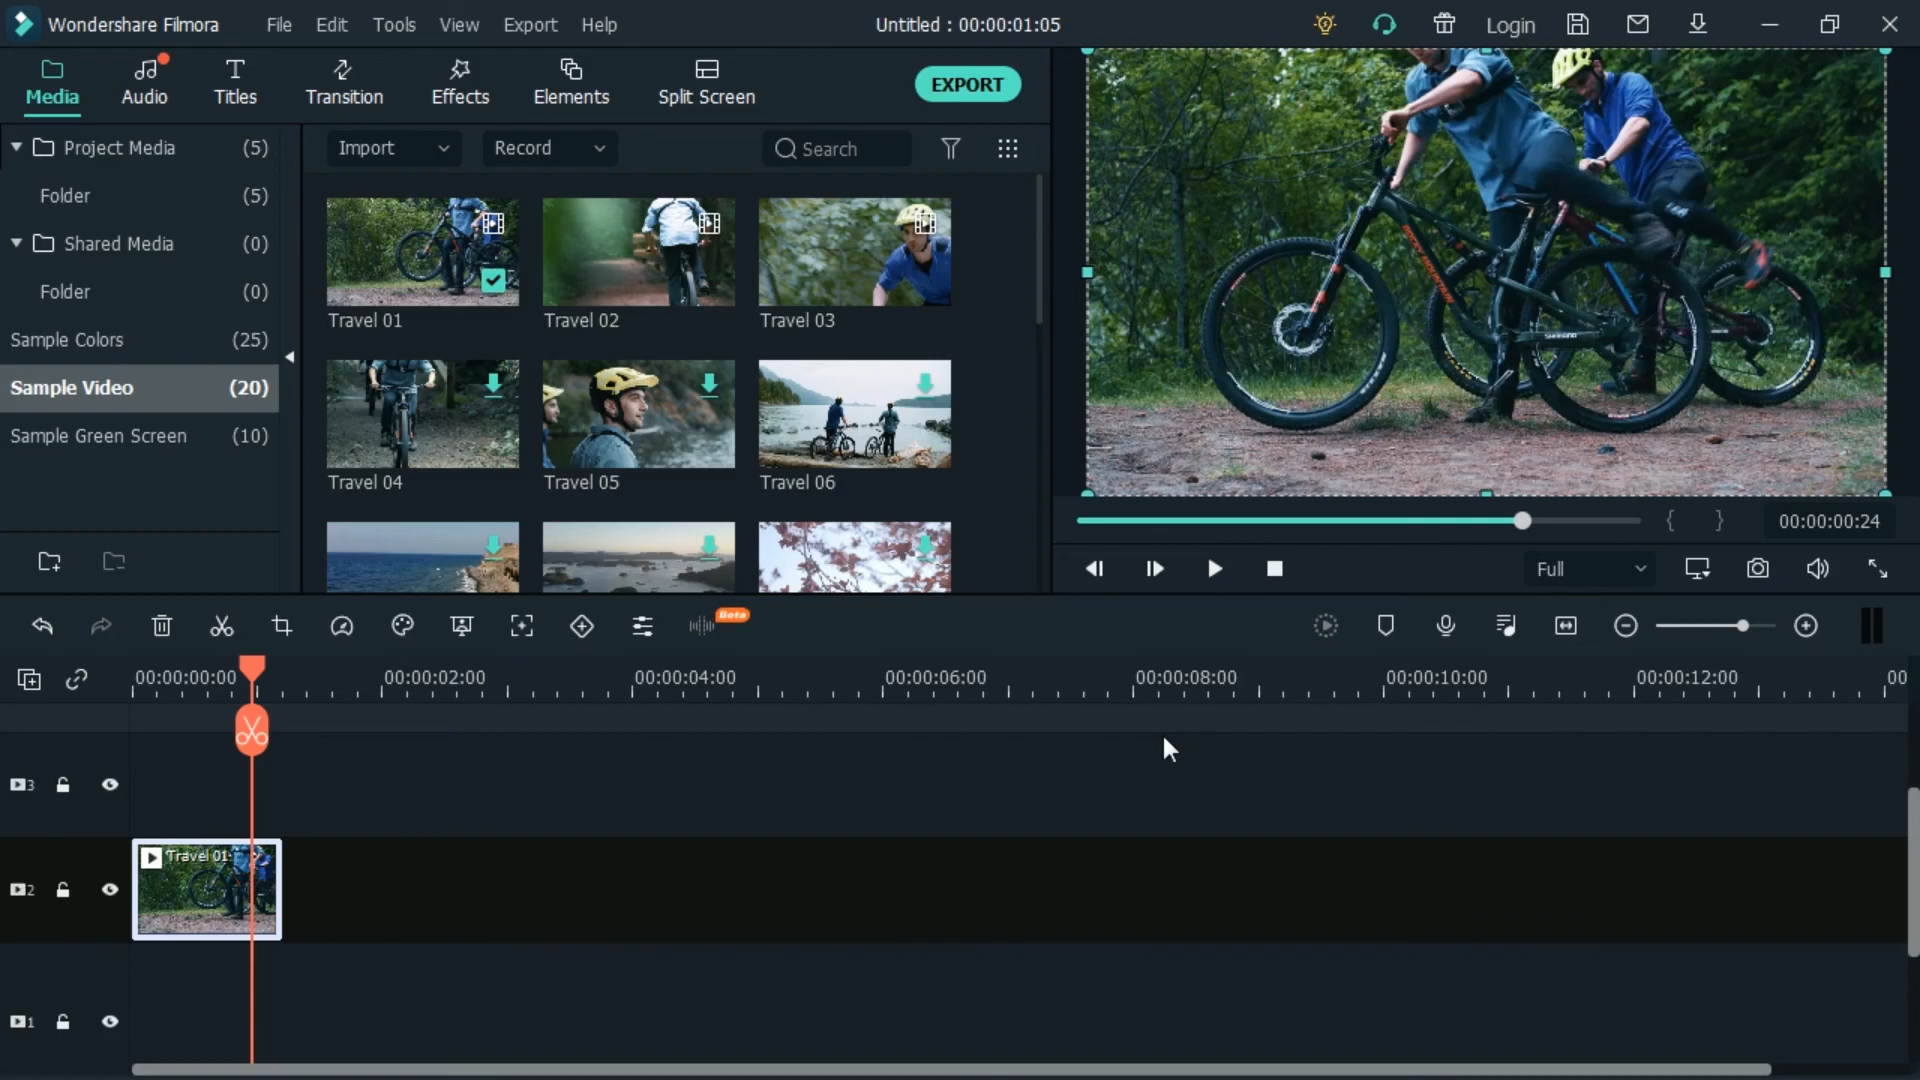 Wondershare Filmora File Edit Tools View Export Help Untitled : 00:00:01:05 Login
Media Audio Titles Transition Effects Elements Split Screen EXPORT
Project Media (5)
Folder (5)
Shared Media (0)
Folder (0)
Sample Colors (25)
Sample Video (20)
Sample Green Screen (10)
Import Record Search
Travel 01 Travel 02 Travel 03
Travel 04 Travel 05 Travel 06
ROCKY MOUNTAIN
SHIMANO
00:00:00:24
Full
Beta
00:00:00:00 00:00:02:00 00:00:04:00 00:00:06:00 00:00:08:00 00:00:10:00 00:00:12:00 00
3
2
Travel 01
1